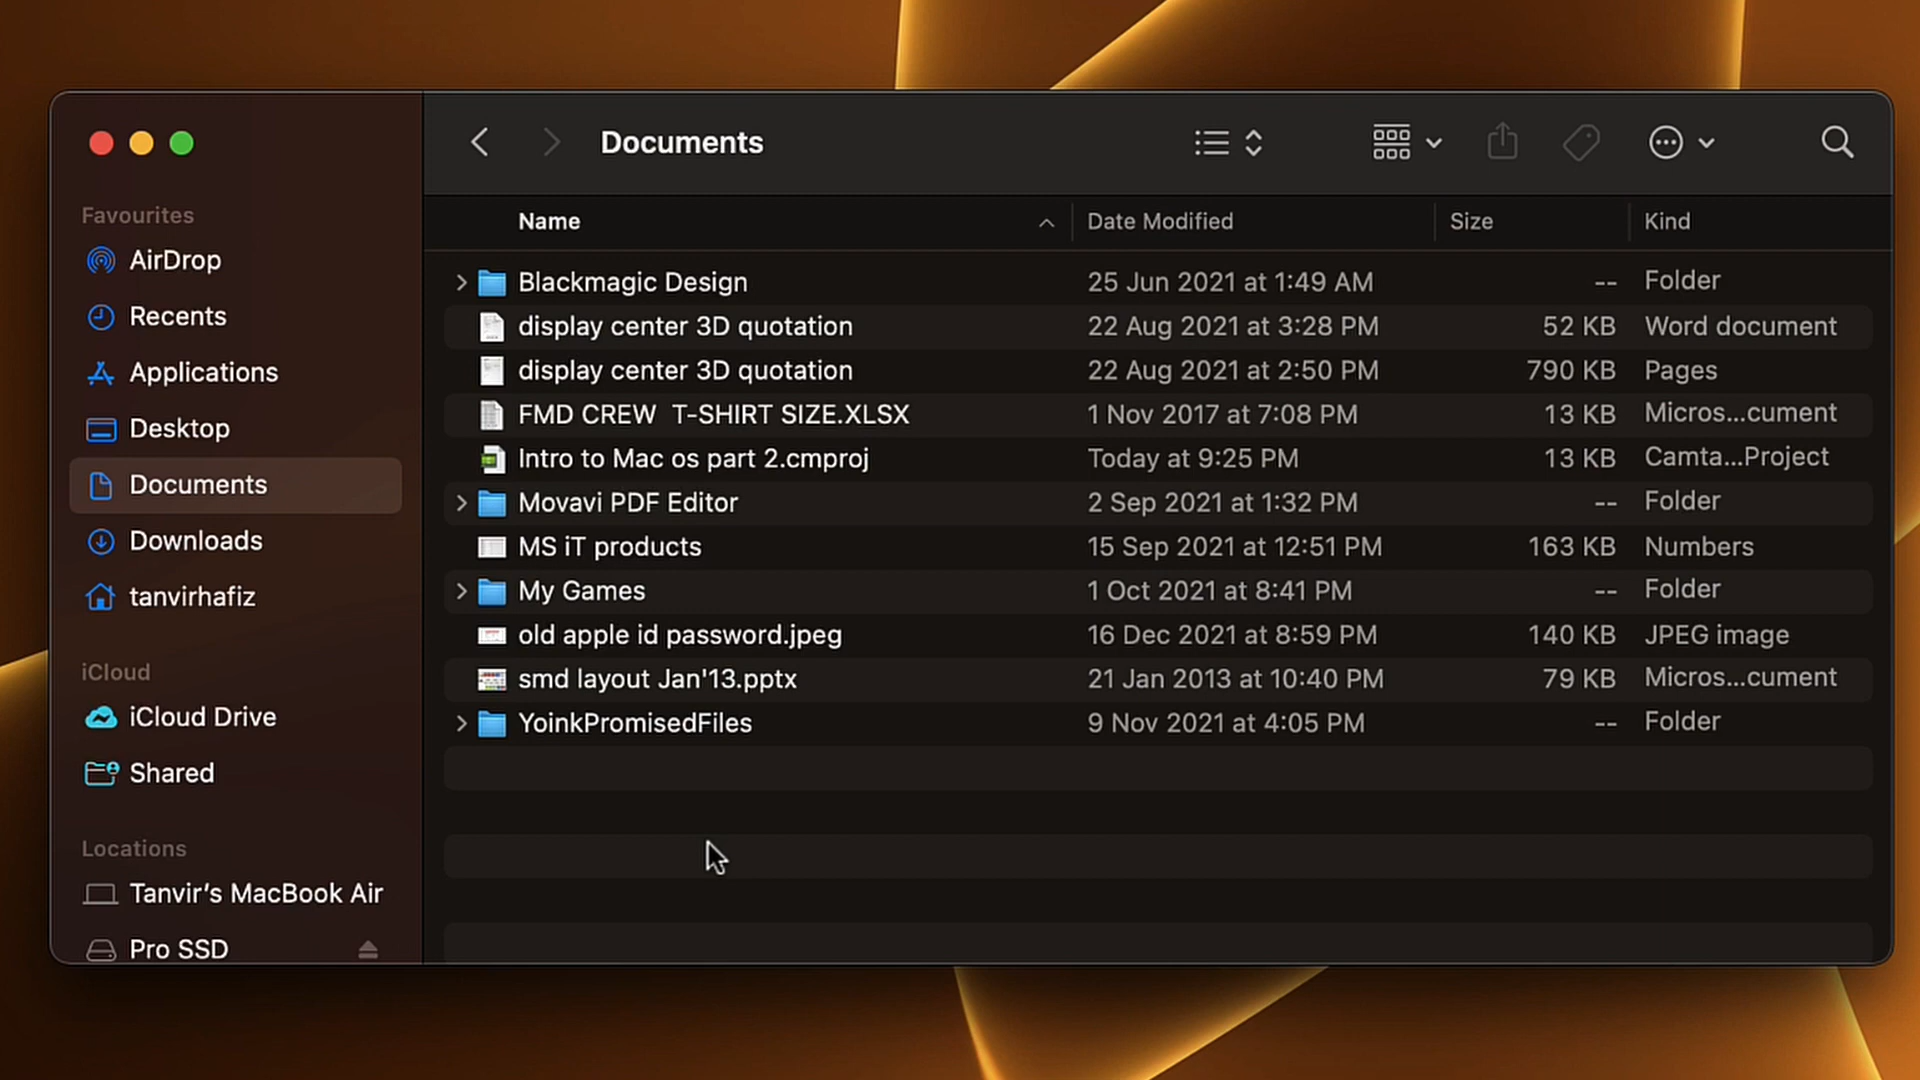 Documents
Favourites
AirDrop
Recents
Applications
Desktop
Documents
Downloads
tanvirhafiz
iCloud
iCloud Drive
Shared
Locations
Tanvir’s MacBook Air
Pro SSD
Name Date Modified Size Kind
Blackmagic Design 25 Jun 2021 at 1:49 AM -- Folder
display center 3D quotation 22 Aug 2021 at 3:28 PM 52 KB Word document
display center 3D quotation 22 Aug 2021 at 2:50 PM 790 KB Pages
FMD CREW  T-SHIRT SIZE.XLSX 1 Nov 2017 at 7:08 PM 13 KB Micros...cument
Intro to Mac os part 2.cmproj Today at 9:25 PM 13 KB Camta...Project
Movavi PDF Editor 2 Sep 2021 at 1:32 PM -- Folder
MS iT products 15 Sep 2021 at 12:51 PM 163 KB Numbers
My Games 1 Oct 2021 at 8:41 PM -- Folder
old apple id password.jpeg 16 Dec 2021 at 8:59 PM 140 KB JPEG image
smd layout Jan'13.pptx 21 Jan 2013 at 10:40 PM 79 KB Micros...cument
YoinkPromisedFiles 9 Nov 2021 at 4:05 PM -- Folder